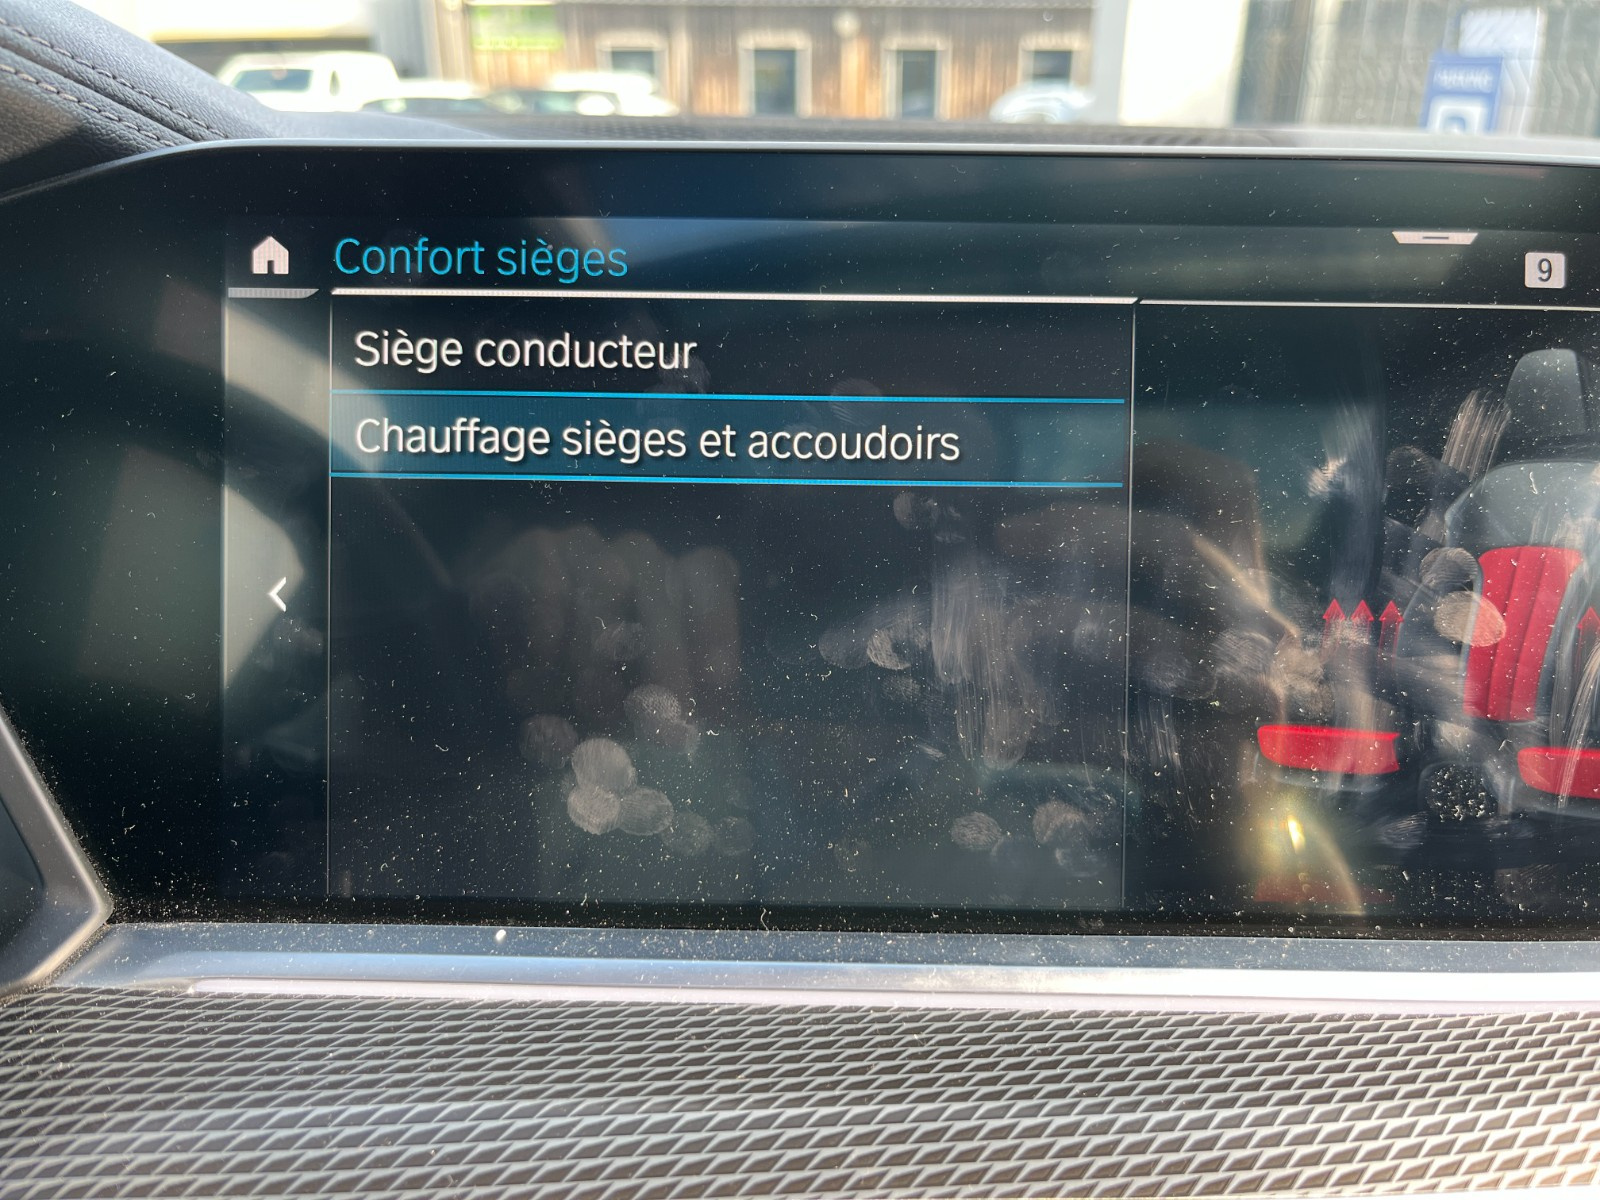 Confort sièges
9
Siège conducteur
Chauffage sièges et accoudoirs